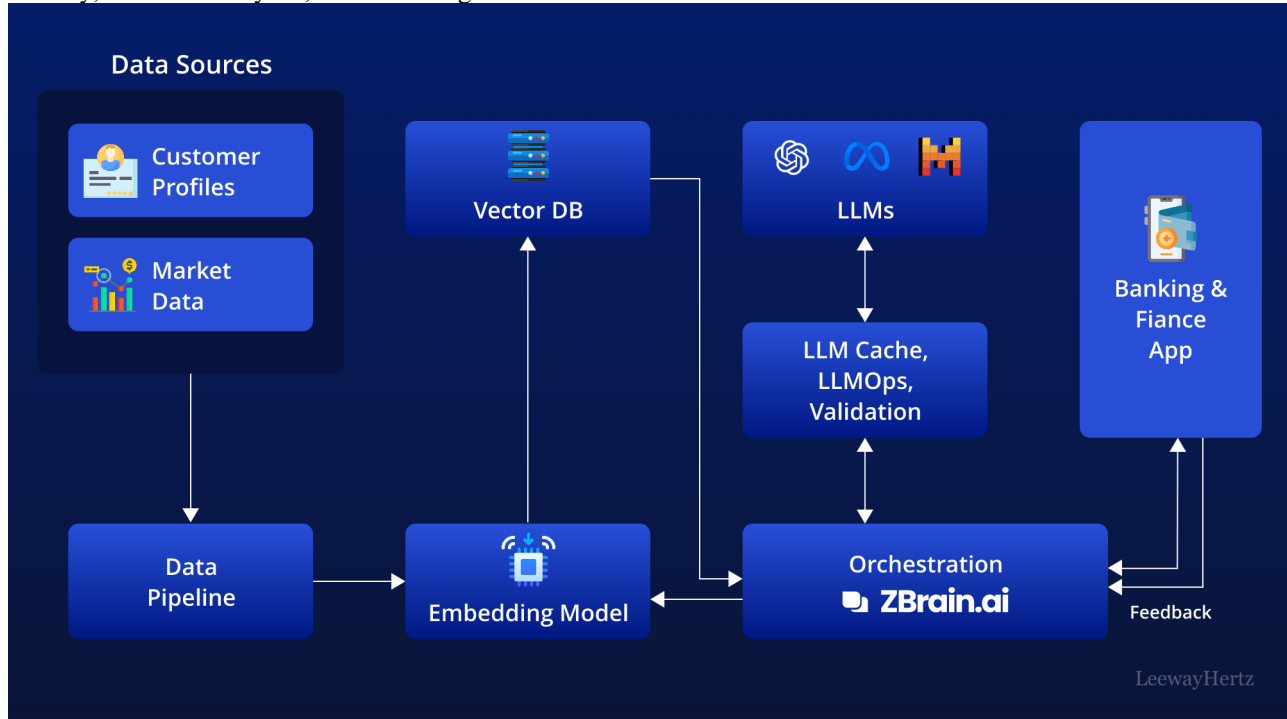 Data Sources
Customer
Profiles
Market
Data
Vector DB
LLMs
Banking &
Fiance
App
LLM Cache,
LLMOps,
Validation
Data
Pipeline
Embedding Model
Orchestration
ZBrain.ai
Feedback
LeewayHertz